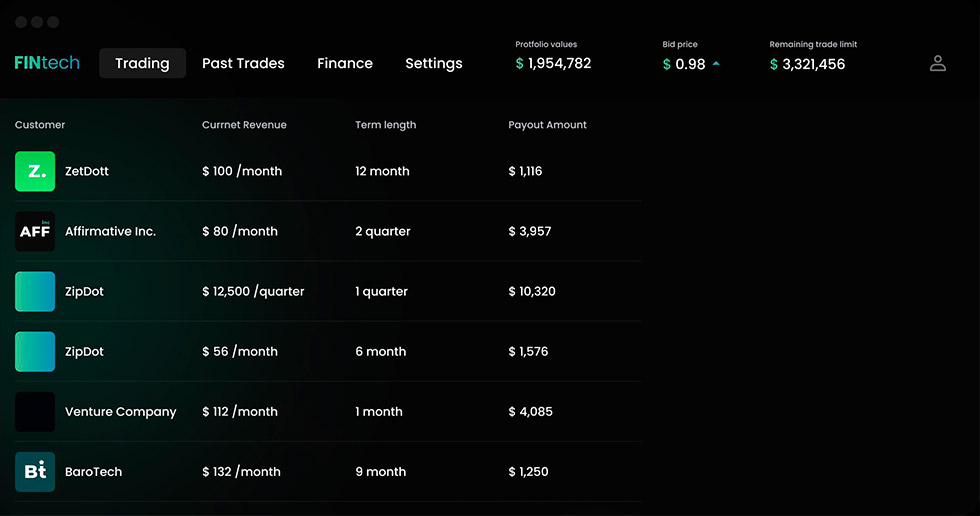 Protfolio values Bid price Remaining trade limit
FINtech Trading Past Trades Finance Settings $ 1,954,782 $ 0.98 $ 3,321,456
Customer Currnet Revenue Term length Payout Amount
Z. ZetDott $ 100 /month 12 month $ 1,116
inc
AFF Affirmative Inc. $ 80 /month 2 quarter $ 3,957
ZipDot $ 12,500 /quarter 1 quarter $ 10,320
ZipDot $ 56 /month 6 month $ 1,576
Venture Company $ 112 /month 1 month $ 4,085
Bt BaroTech $ 132 /month 9 month $ 1,250